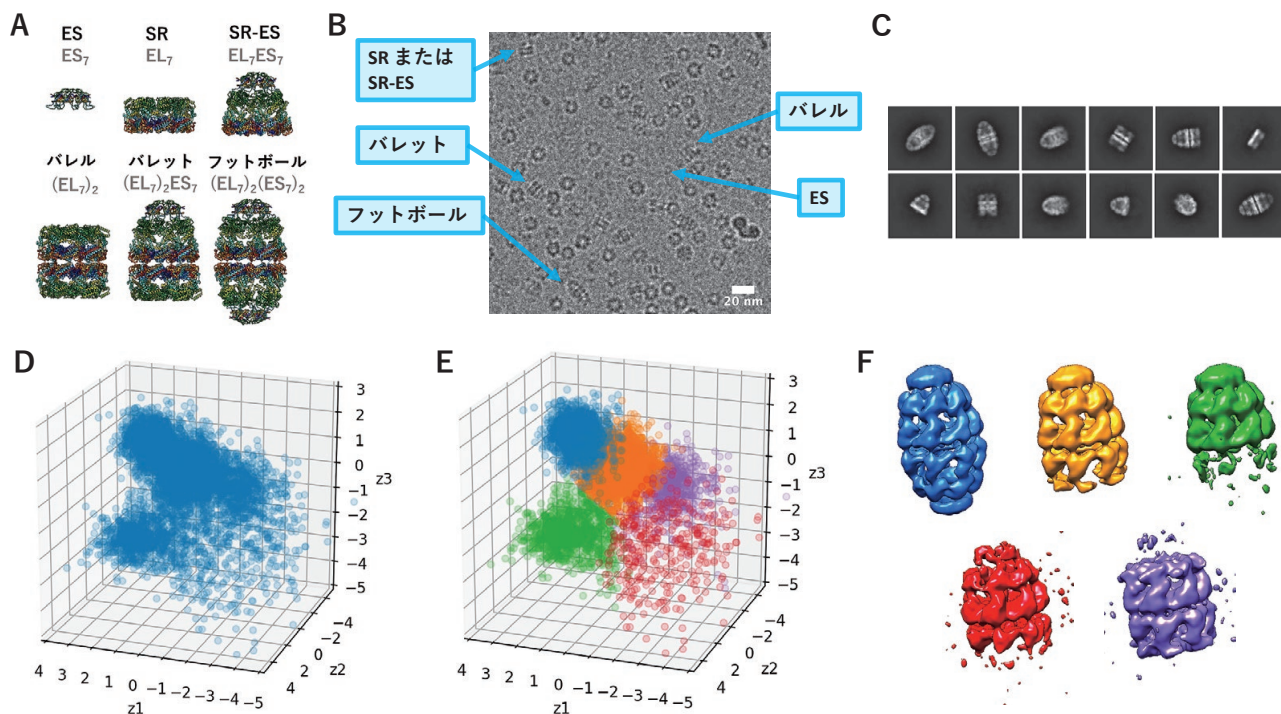 A
ES
ES₇
SR
EL₇
SR-ES
EL₇ES₇
バレル
(EL₇)₂
バレット
(EL₇)₂ES₇
フットボール
(EL₇)₂(ES₇)₂
B
SR または
SR-ES
バレット
フットボール
バレル
ES
20 nm
C
D
3
2
1
0
−1
−2
−3
−4
−5
z3
−4
−2
0
2
4
z2
4 3 2 1 0 −1 −2 −3 −4 −5
z1
E
3
2
1
0
−1
−2
−3
−4
−5
z3
−4
−2
0
2
4
z2
4 3 2 1 0 −1 −2 −3 −4 −5
z1
F